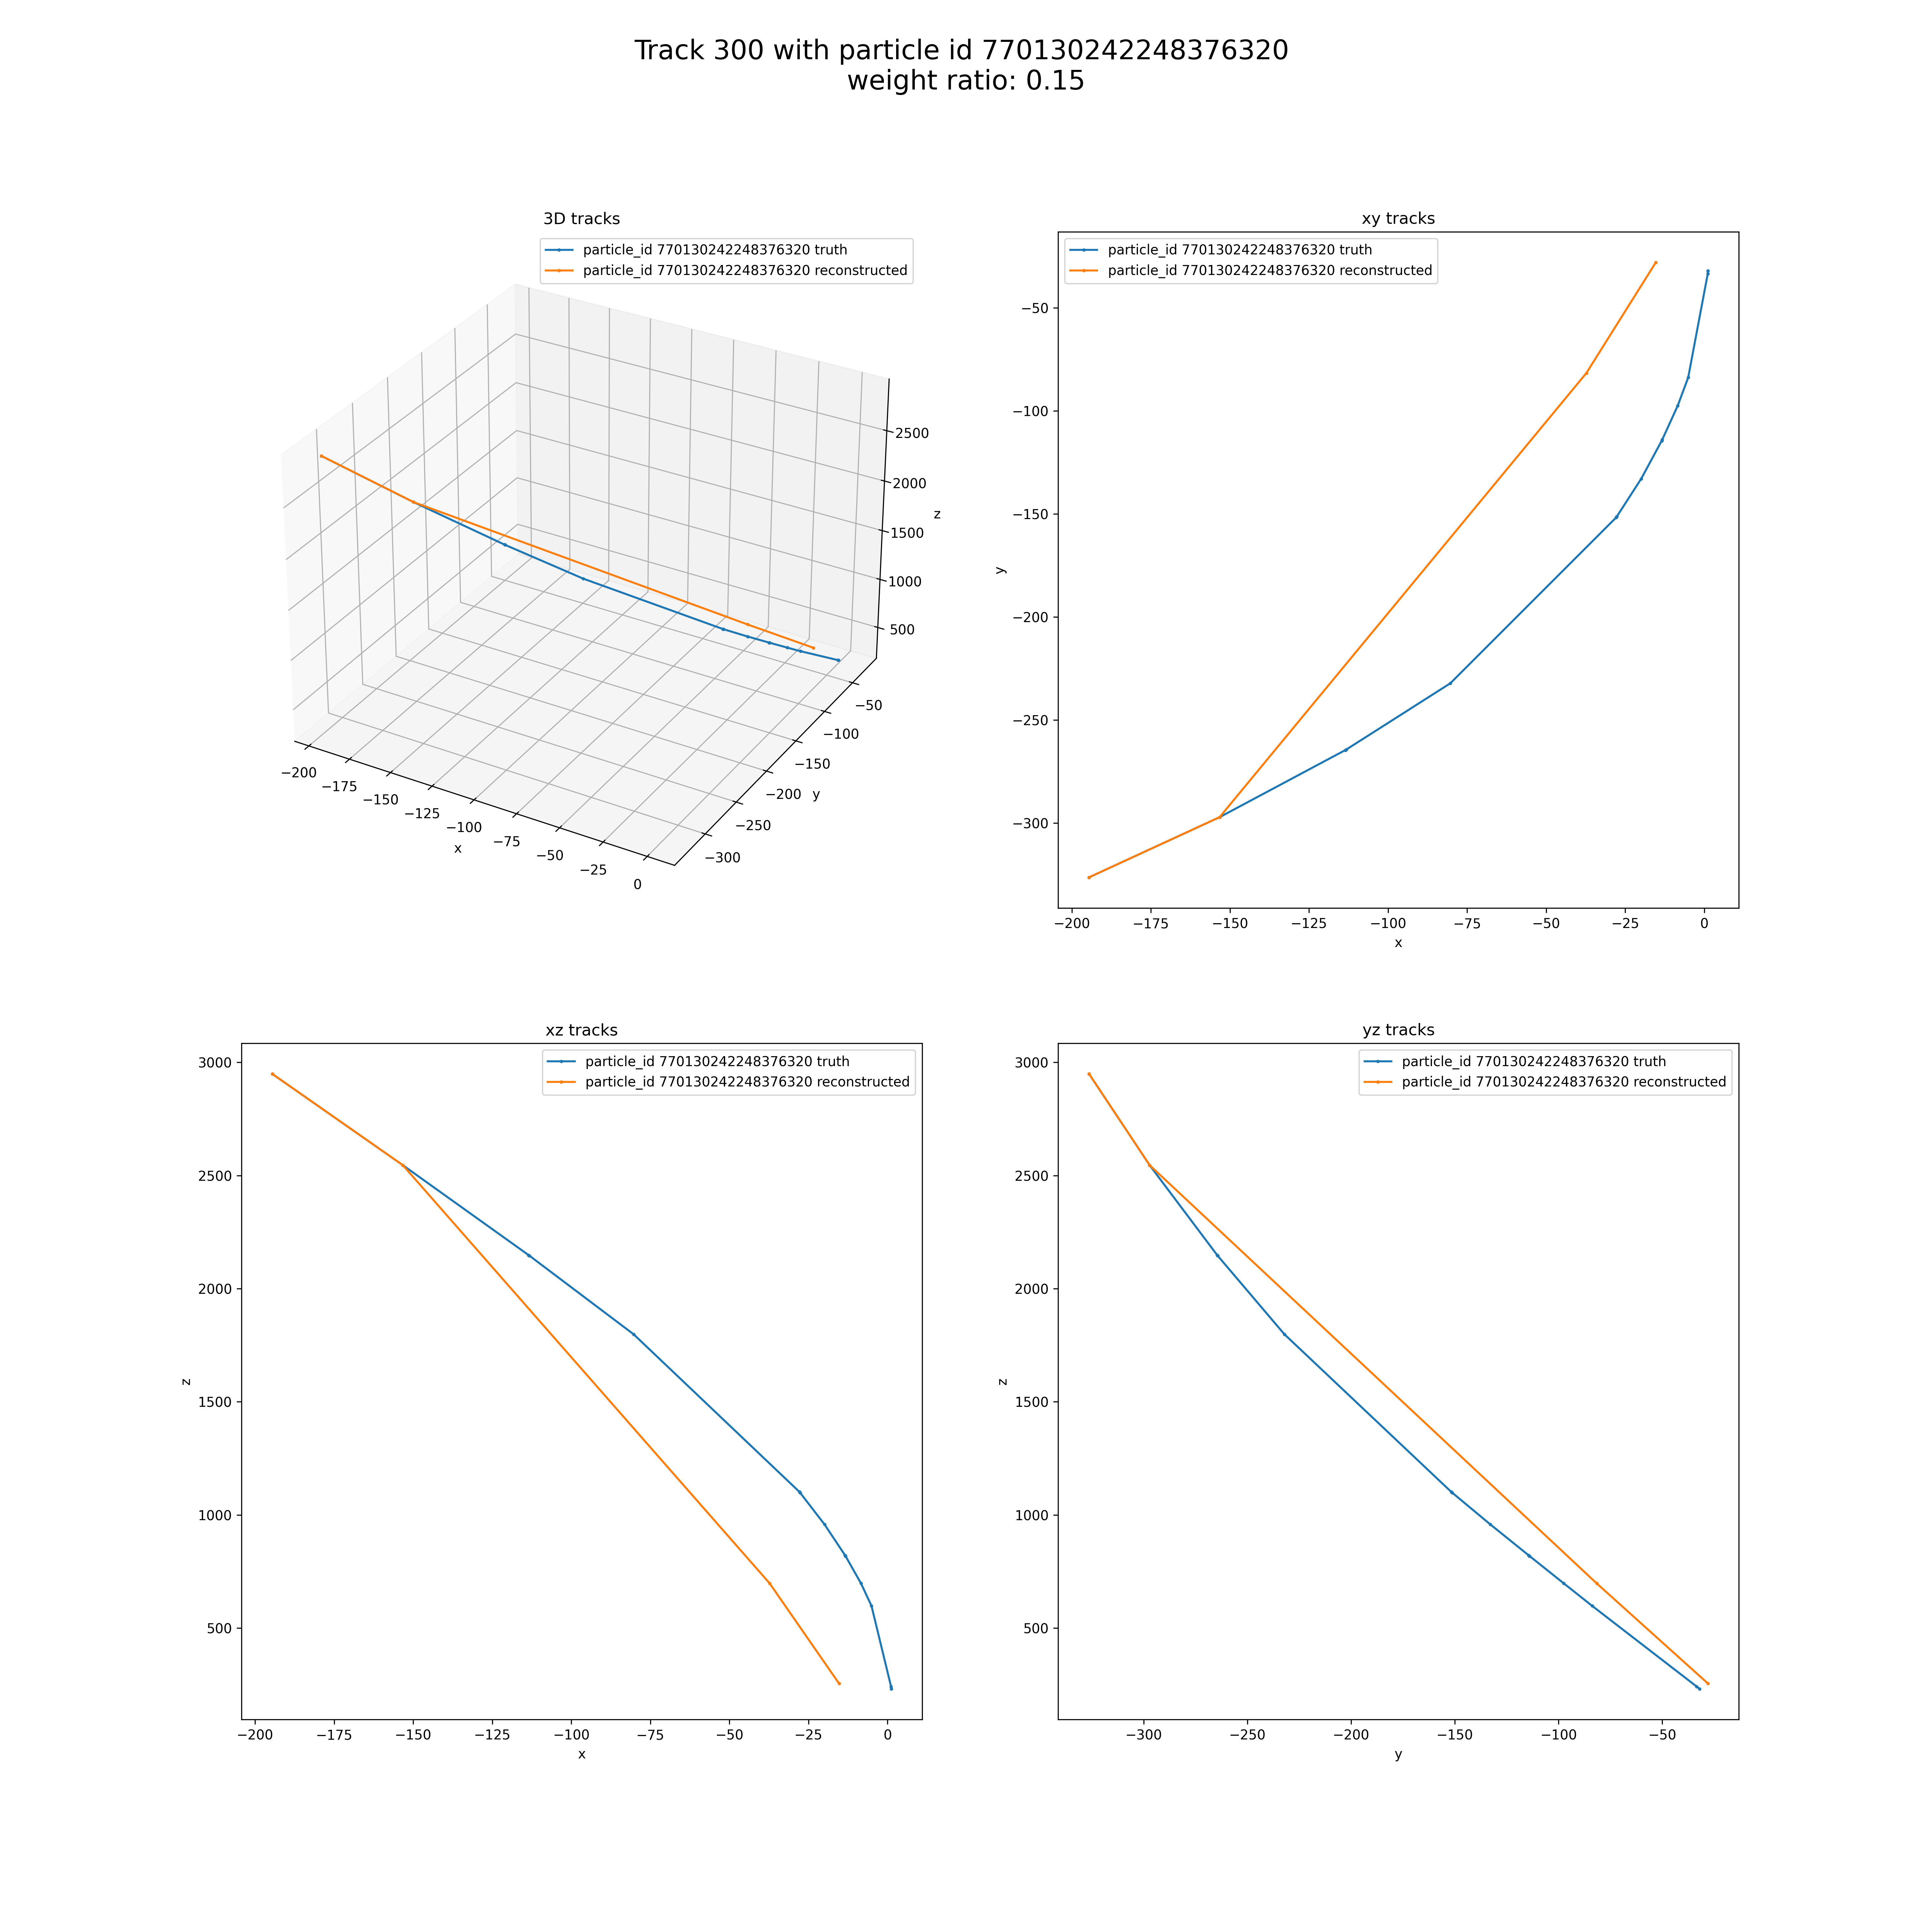 Track 300 with particle id 770130242248376320
weight ratio: 0.15
3D tracks
particle_id 770130242248376320 truth
particle_id 770130242248376320 reconstructed
2500
2000
z
1500
1000
500
−50
−100
−150
−200 y
−250
−300
−200
−175
−150
−125
−100
x
−75
−50
−25
0
xy tracks
particle_id 770130242248376320 truth
particle_id 770130242248376320 reconstructed
−50
−100
−150
y
−200
−250
−300
−200 −175 −150 −125 −100 −75 −50 −25 0
x
xz tracks
particle_id 770130242248376320 truth
particle_id 770130242248376320 reconstructed
3000
2500
2000
z
1500
1000
500
−200 −175 −150 −125 −100 −75 −50 −25 0
x
yz tracks
particle_id 770130242248376320 truth
particle_id 770130242248376320 reconstructed
3000
2500
2000
z
1500
1000
500
−300 −250 −200 −150 −100 −50
y